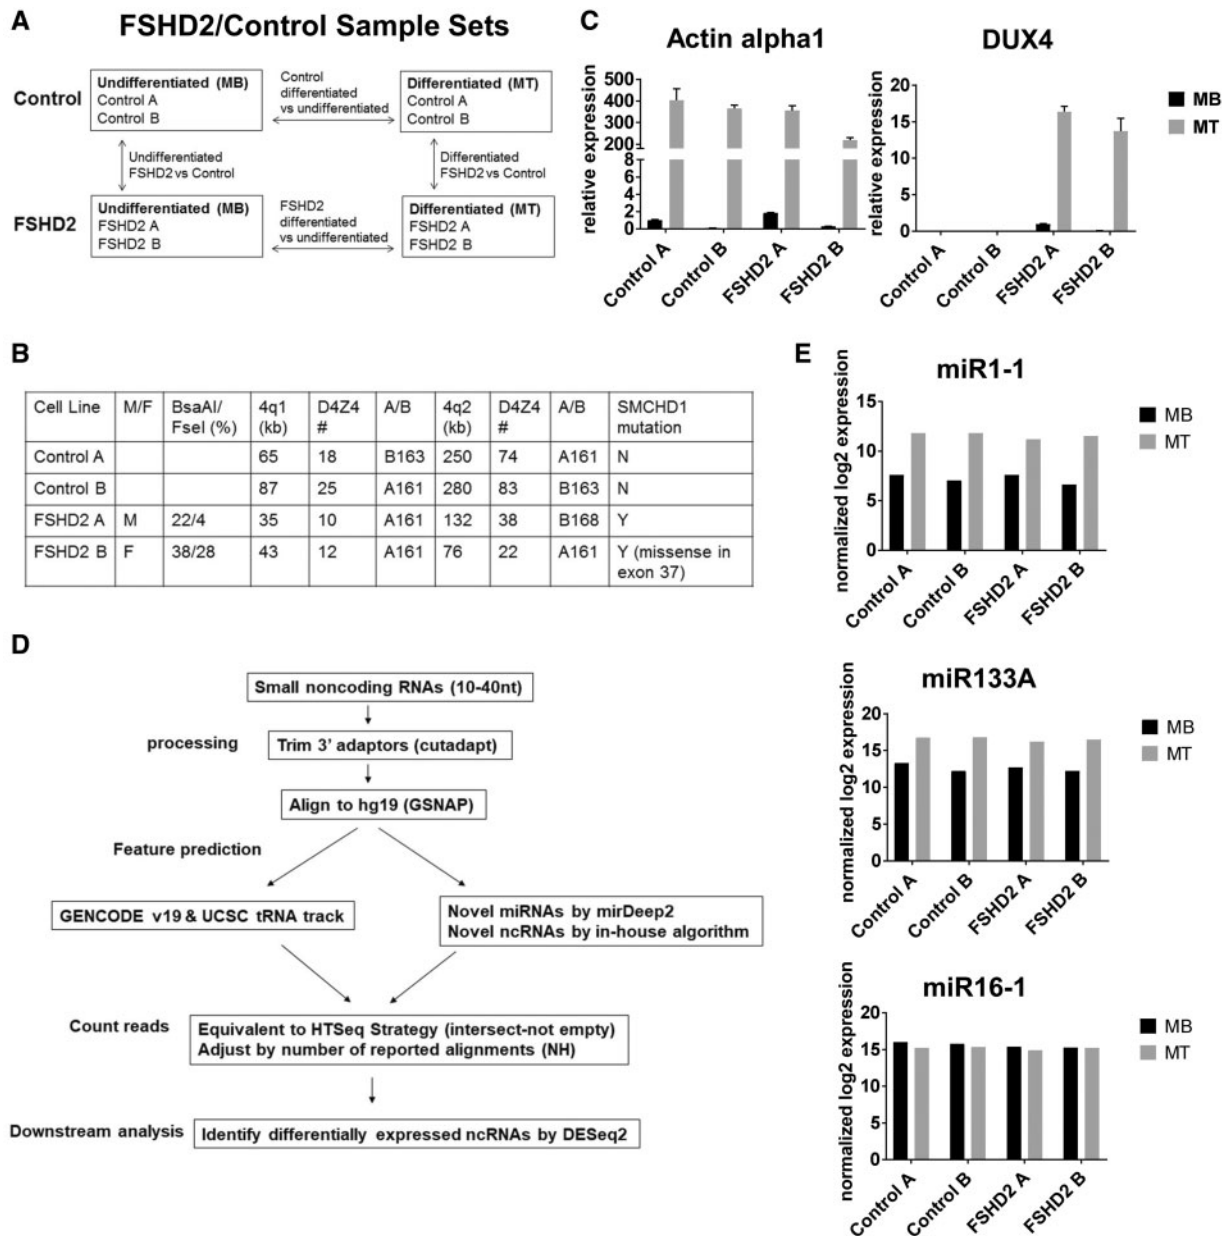 A
FSHD2/Control Sample Sets
Control
Undifferentiated (MB)
Control A
Control B
Control
differentiated
vs undifferentiated
Differentiated (MT)
Control A
Control B
Undifferentiated
FSHD2 vs Control
Differentiated
FSHD2 vs Control
FSHD2
Undifferentiated (MB)
FSHD2 A
FSHD2 B
FSHD2
differentiated
vs undifferentiated
Differentiated (MT)
FSHD2 A
FSHD2 B
C
Actin alpha1
relative expression
500
400
300
200
8
6
4
2
0
Control A
Control B
FSHD2 A
FSHD2 B
DUX4
relative expression
20
15
10
5
0
Control A
Control B
FSHD2 A
FSHD2 B
MB
MT
B
Cell Line M/F BsaAI/ FseI (%) 4q1 (kb) D4Z4 # A/B 4q2 (kb) D4Z4 # A/B SMCHD1 mutation
Control A 65 18 B163 250 74 A161 N
Control B 87 25 A161 280 83 B163 N
FSHD2 A M 22/4 35 10 A161 132 38 B168 Y
FSHD2 B F 38/28 43 12 A161 76 22 A161 Y (missense in exon 37)
D
Small noncoding RNAs (10-40nt)
processing
Trim 3' adaptors (cutadapt)
Align to hg19 (GSNAP)
Feature prediction
GENCODE v19 & UCSC tRNA track
Novel miRNAs by mirDeep2
Novel ncRNAs by in-house algorithm
Count reads
Equivalent to HTSeq Strategy (intersect-not empty)
Adjust by number of reported alignments (NH)
Downstream analysis
Identify differentially expressed ncRNAs by DESeq2
E
miR1-1
normalized log2 expression
15
10
5
0
Control A
Control B
FSHD2 A
FSHD2 B
MB
MT
miR133A
normalized log2 expression
20
15
10
5
0
Control A
Control B
FSHD2 A
FSHD2 B
MB
MT
miR16-1
normalized log2 expression
20
15
10
5
0
Control A
Control B
FSHD2 A
FSHD2 B
MB
MT